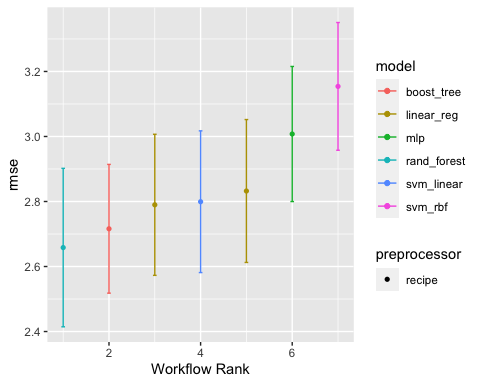 3.2
3.0
2.8
2.6
2.4
rmse
2
4
6
Workflow Rank
model
boost_tree
linear_reg
mlp
rand_forest
svm_linear
svm_rbf
preprocessor
recipe